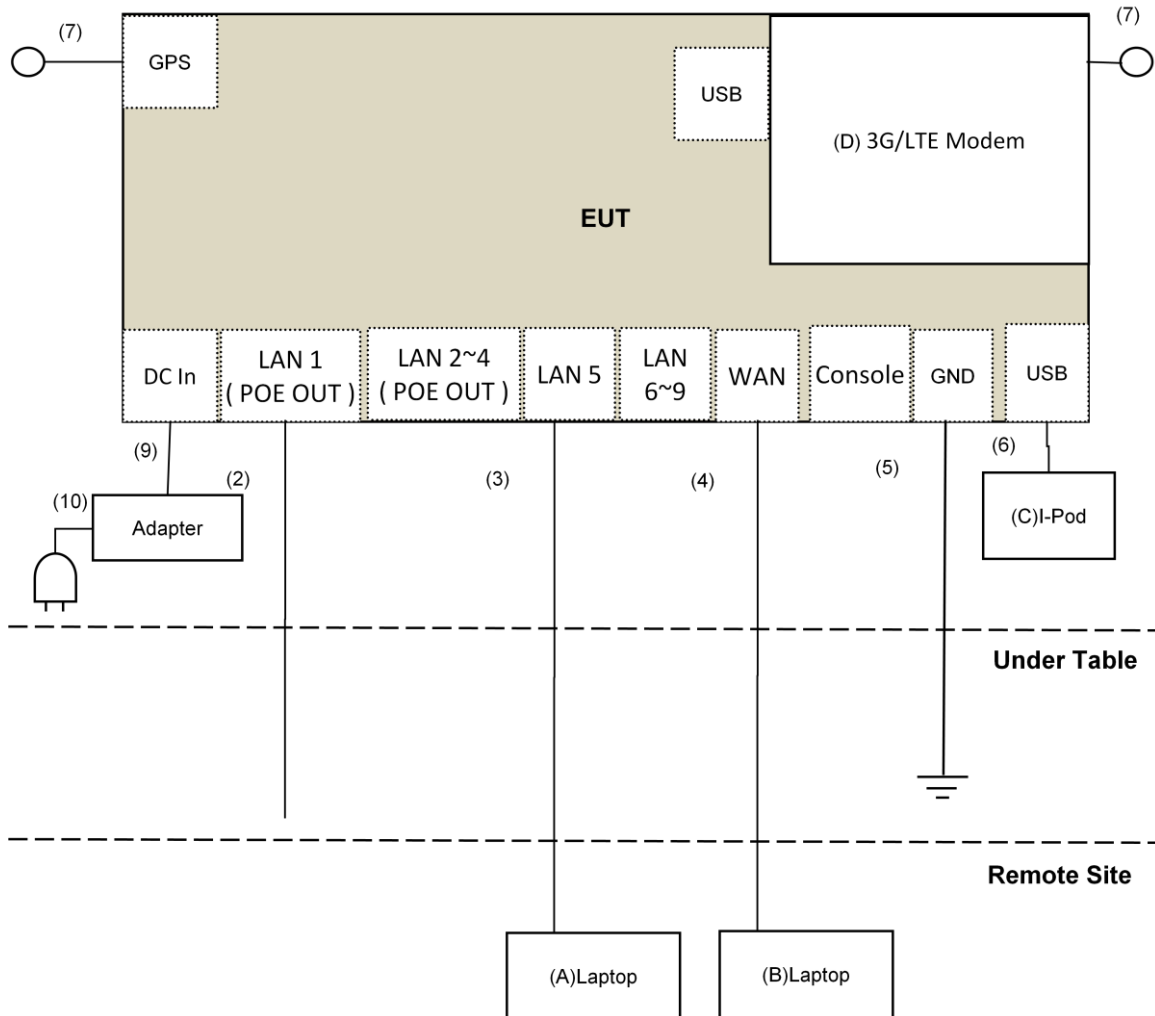 (7)
(7)
GPS
USB
(D) 3G/LTE Modem
EUT
DC In
LAN 1
( POE OUT )
LAN 2~4
( POE OUT )
LAN 5
LAN
6~9
WAN
Console
GND
USB
(9)
(2)
(3)
(4)
(5)
(6)
(10)
Adapter
(C)I-Pod
Under Table
Remote Site
(A)Laptop
(B)Laptop